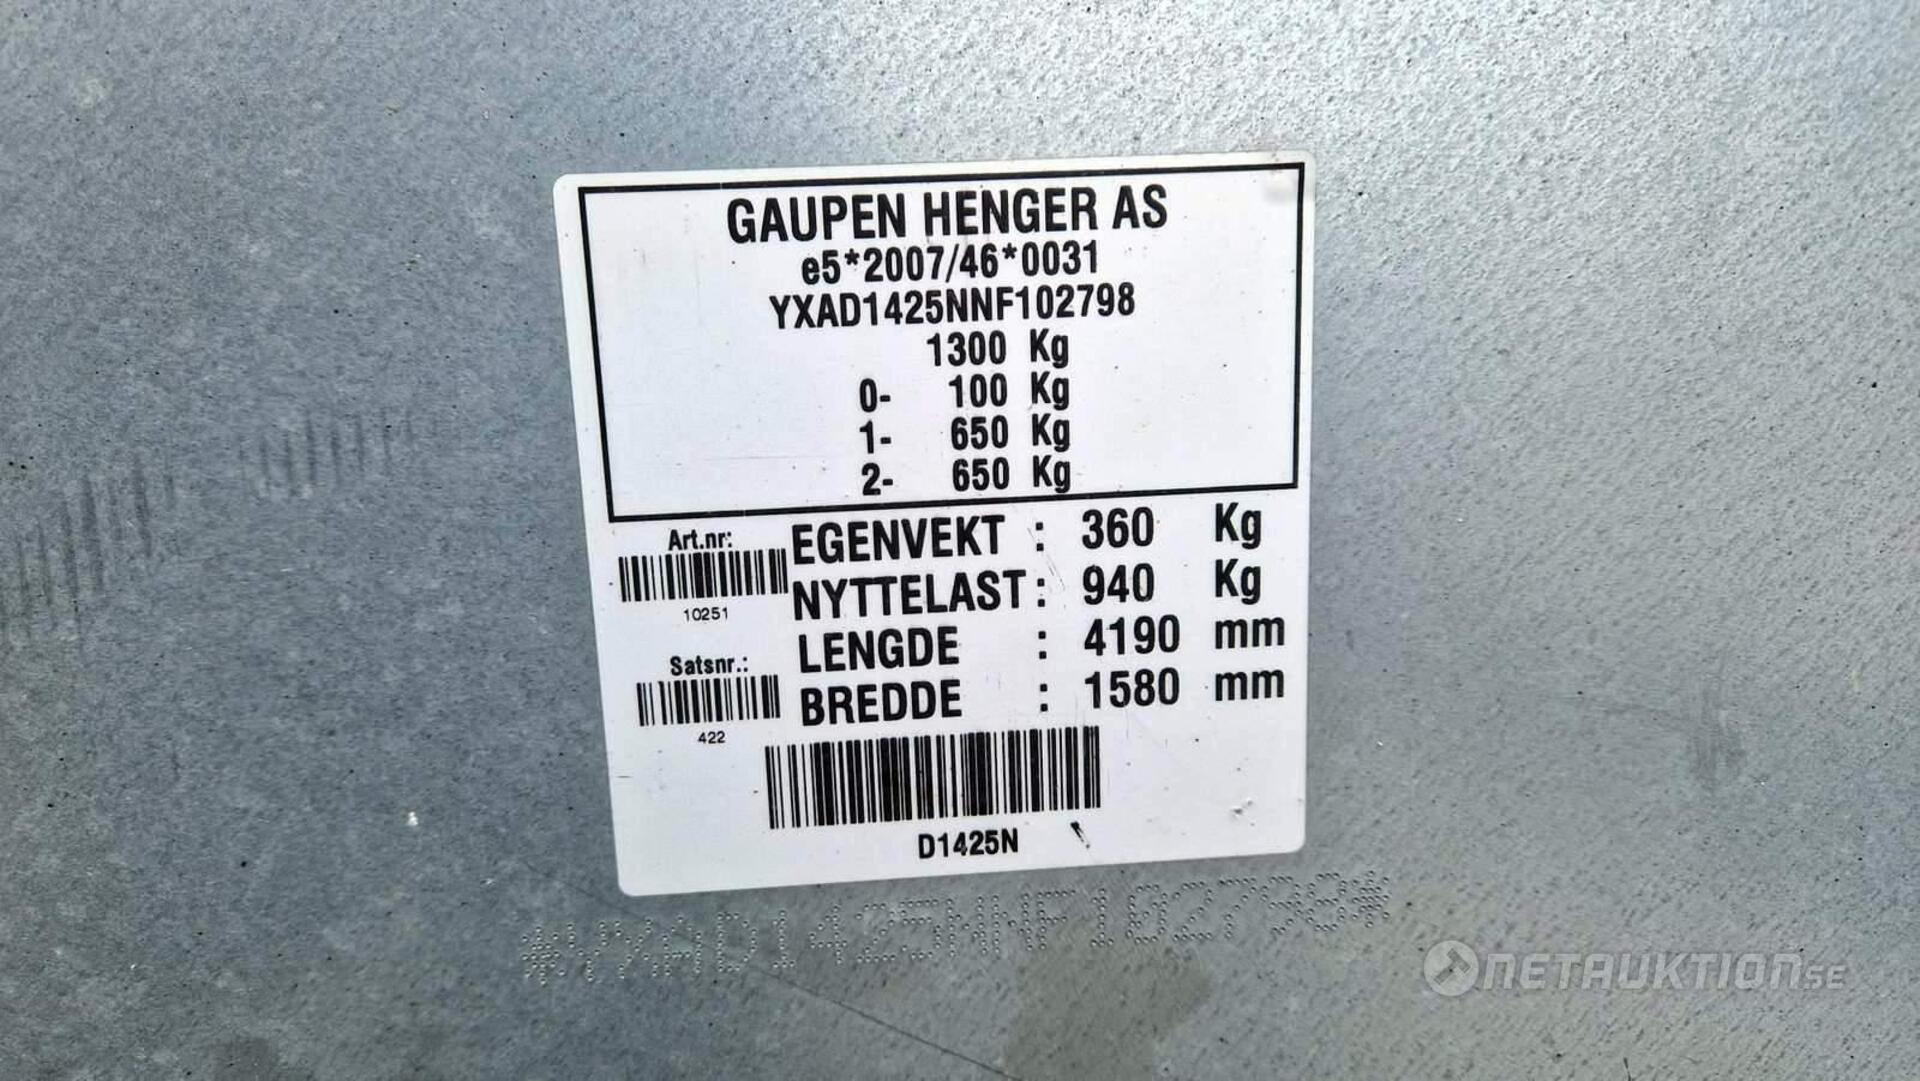 GAUPEN HENGER AS
e5*2007/46*0031
YXAD1425NNF102798
1300 Kg
0- 100 Kg
1- 650 Kg
2- 650 Kg
Art.nr:
10251
EGENVEKT : 360 Kg
NYTTELAST : 940 Kg
LENGDE : 4190 mm
BREDDE : 1580 mm
Satsnr.:
422
D1425N
*YXAD1425NNF102798*
NETAUKTION.SE